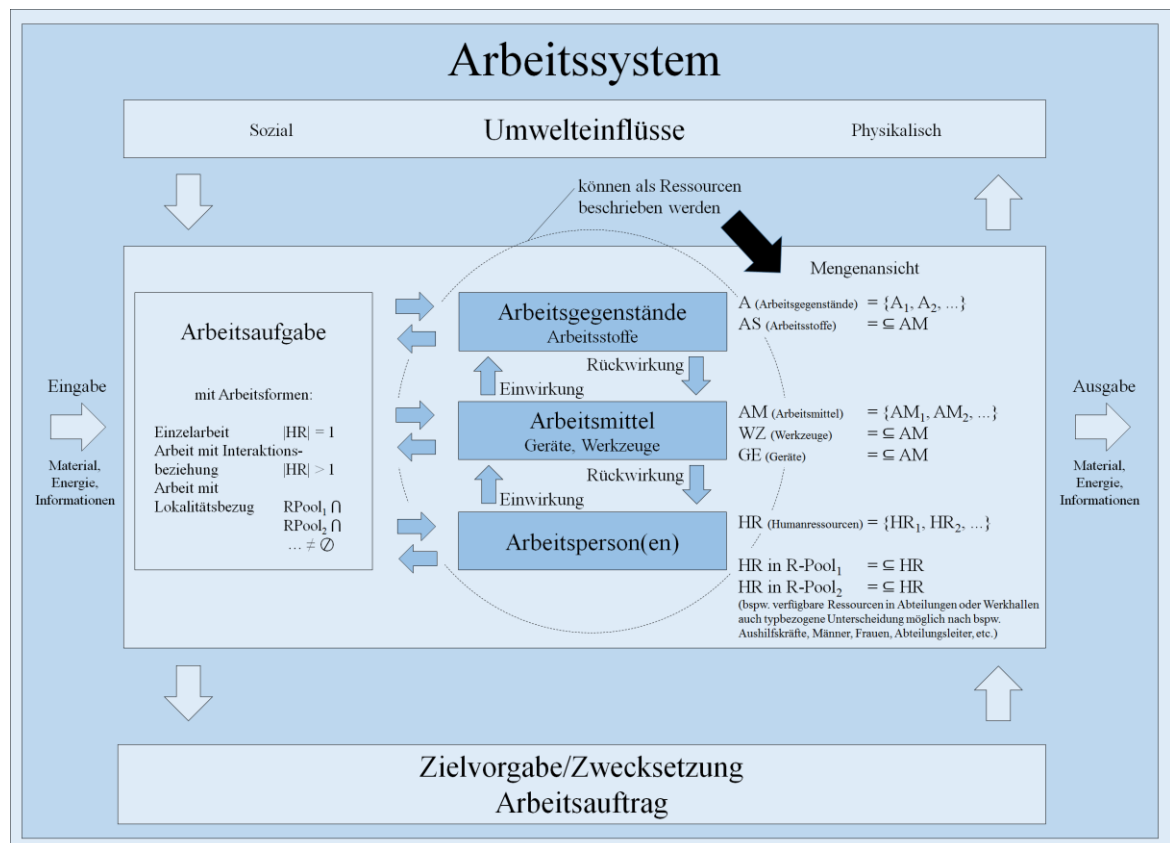 Arbeitssystem
Sozial
Umwelteinflüsse
Physikalisch
können als Ressourcen
beschrieben werden
Mengenansicht
Arbeitsaufgabe
mit Arbeitsformen:
Einzelarbeit |HR| = 1
Arbeit mit Interaktions-
beziehung |HR| > 1
Arbeit mit
Lokalitätsbezug RPool₁ ⋂
RPool₂ ⋂
… ≠ ∅
Arbeitsgegenstände
Arbeitsstoffe
Rückwirkung
Einwirkung
Arbeitsmittel
Geräte, Werkzeuge
Rückwirkung
Einwirkung
Arbeitsperson(en)
A (Arbeitsgegenstände) = {A₁, A₂, ...}
AS (Arbeitsstoffe) = ⊆ AM
AM (Arbeitsmittel) = {AM₁, AM₂, ...}
WZ (Werkzeuge) = ⊆ AM
GE (Geräte) = ⊆ AM
HR (Humanressourcen) = {HR₁, HR₂, ...}
HR in R-Pool₁ = ⊆ HR
HR in R-Pool₂ = ⊆ HR
(bspw. verfügbare Ressourcen in Abteilungen oder Werkhallen
auch typbezogene Unterscheidung möglich nach bspw.
Aushilfskräfte, Männer, Frauen, Abteilungsleiter, etc.)
Eingabe
Material,
Energie,
Informationen
Ausgabe
Material,
Energie,
Informationen
Zielvorgabe/Zwecksetzung
Arbeitsauftrag